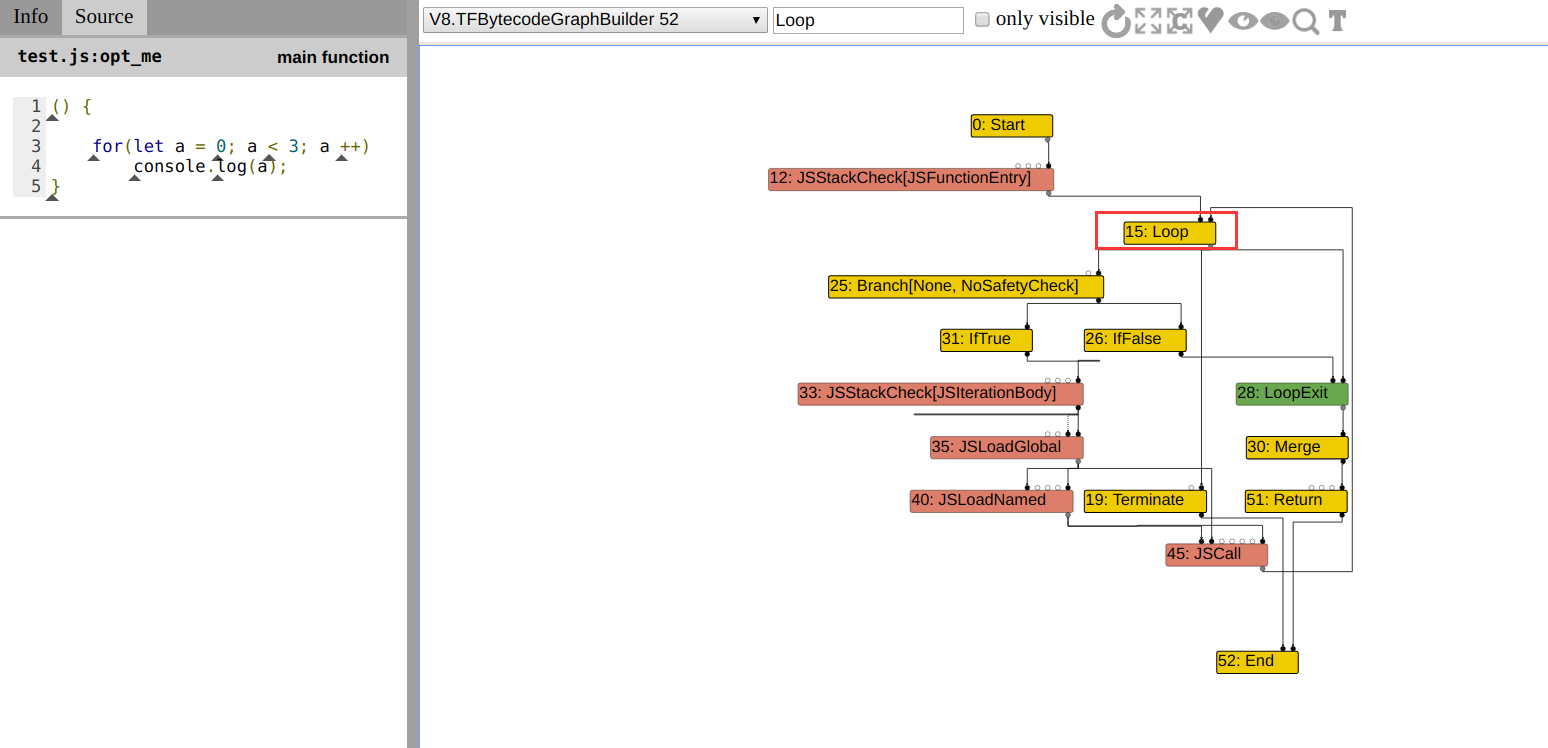 Info Source
V8.TFBytecodeGraphBuilder 52 Loop only visible
test.js:opt_me main function
1 () {
2
3 for(let a = 0; a < 3; a ++)
4 console.log(a);
5 }
0: Start
12: JSStackCheck[JSFunctionEntry]
15: Loop
25: Branch[None, NoSafetyCheck]
31: IfTrue 26: IfFalse
33: JSStackCheck[JSIterationBody] 28: LoopExit
35: JSLoadGlobal 30: Merge
40: JSLoadNamed 19: Terminate 51: Return
45: JSCall
52: End